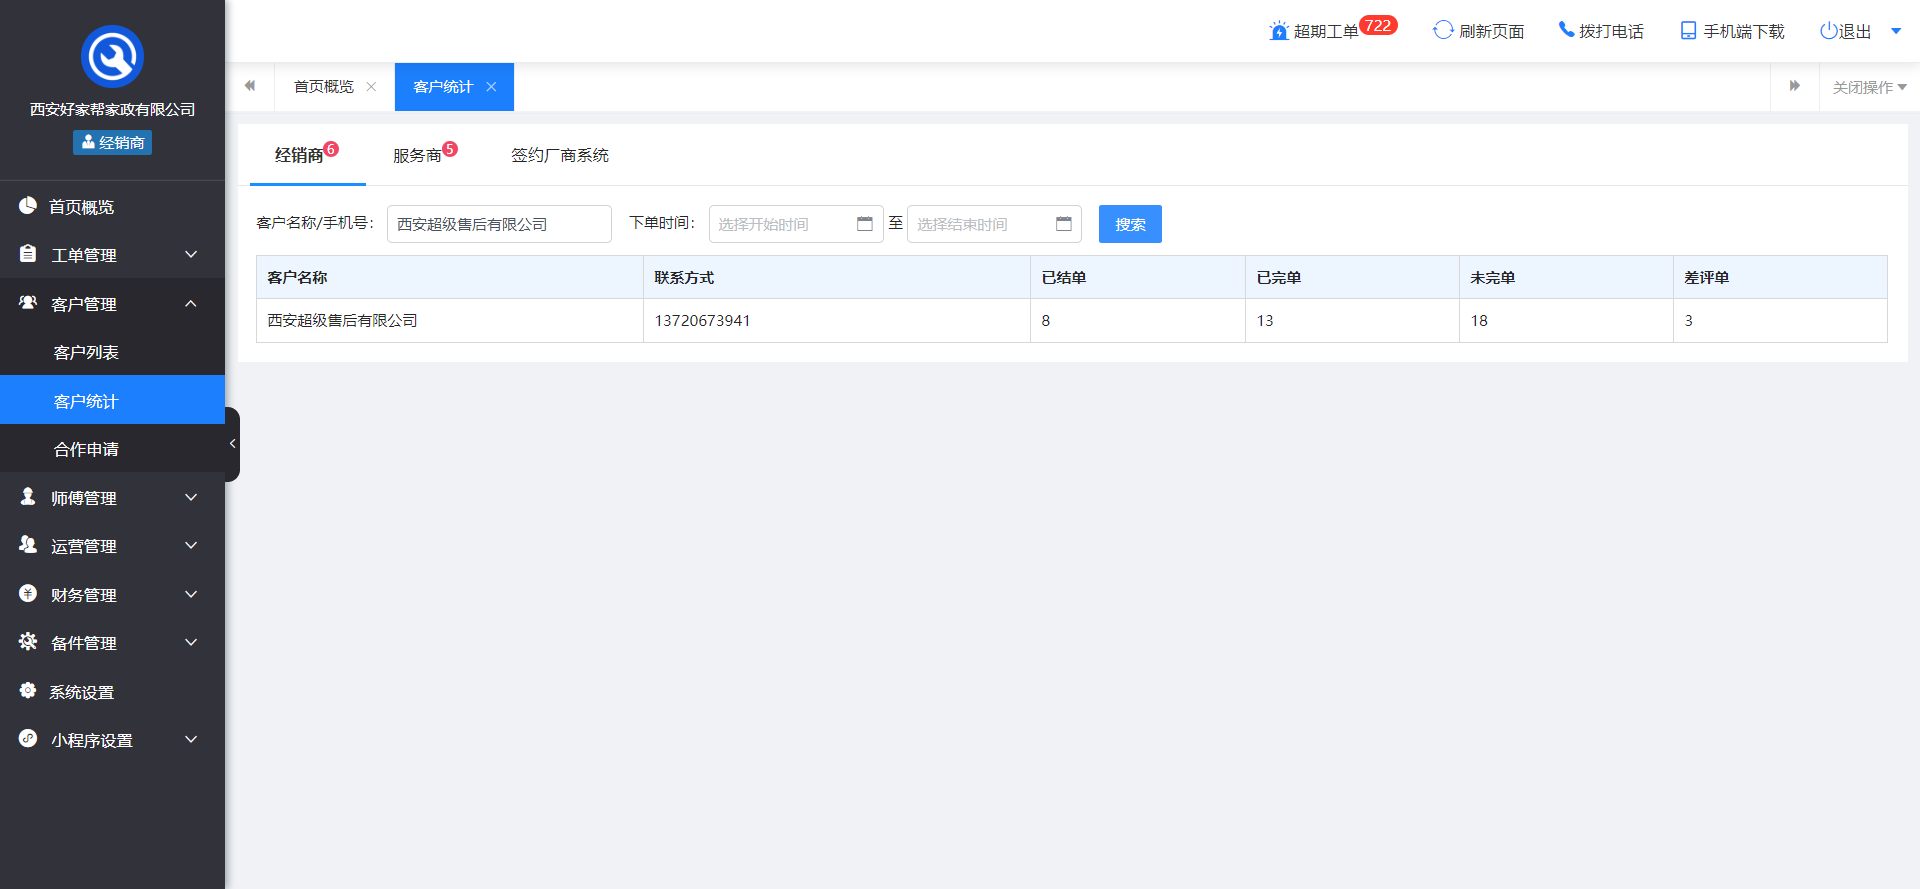 西安好家帮家政有限公司
经销商
首页概览
工单管理
客户管理
客户列表
客户统计
合作申请
师傅管理
运营管理
财务管理
备件管理
系统设置
小程序设置
超期工单 722 刷新页面 拨打电话 手机端下载 退出
首页概览 客户统计 关闭操作
经销商 6 服务商 5 签约厂商系统
客户名称/手机号： 西安超级售后有限公司 下单时间： 选择开始时间 至 选择结束时间 搜索
客户名称 联系方式 已结单 已完单 未完单 差评单
西安超级售后有限公司 13720673941 8 13 18 3